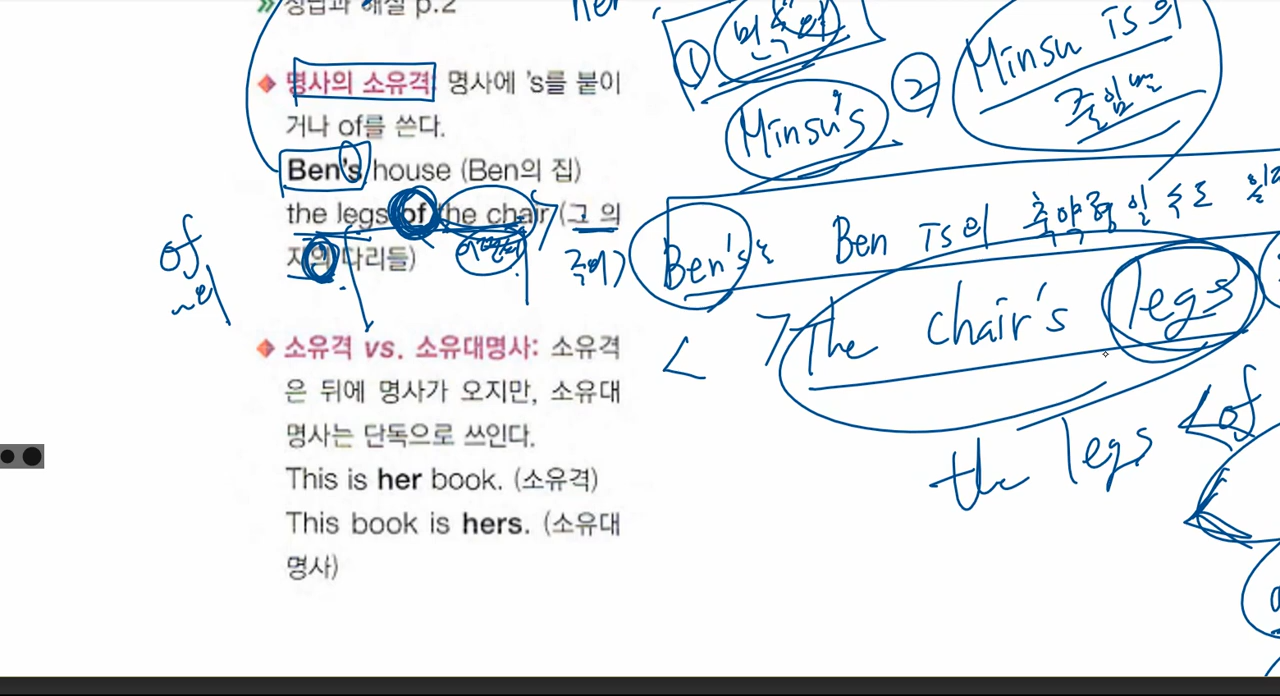 정답과 해설 p.2
her
①
Minsu's
② Minsu is의
줄임말
명사의 소유격: 명사에 's를 붙이
거나 of를 쓴다.
Ben's house (Ben의 집)
the legs of the chair (그 의
자의 다리들)
of
~의
Ben's는 Ben is의 축약형일 수도
< The chair's legs
the legs <of
소유격 vs. 소유대명사: 소유격
은 뒤에 명사가 오지만, 소유대
명사는 단독으로 쓰인다.
This is her book. (소유격)
This book is hers. (소유대
명사)